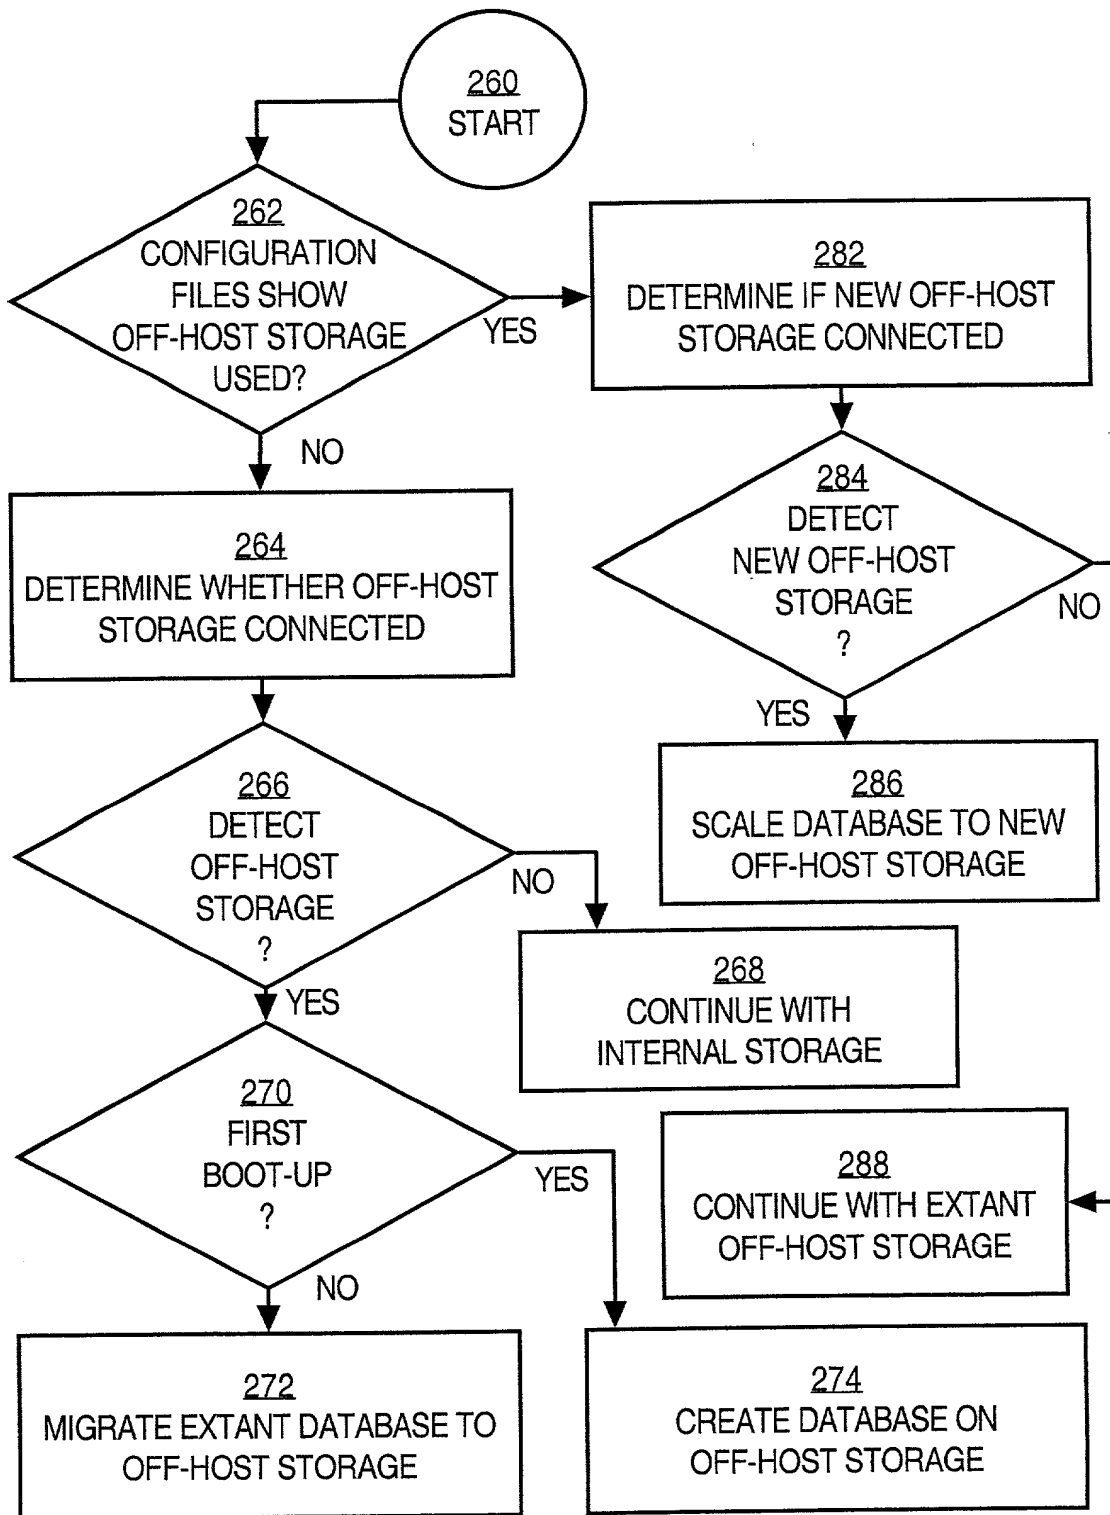 260
START
262
CONFIGURATION
FILES SHOW
OFF-HOST STORAGE
USED?
YES
NO
282
DETERMINE IF NEW OFF-HOST
STORAGE CONNECTED
264
DETERMINE WHETHER OFF-HOST
STORAGE CONNECTED
284
DETECT
NEW OFF-HOST
STORAGE
?
NO
YES
266
DETECT
OFF-HOST
STORAGE
?
NO
YES
286
SCALE DATABASE TO NEW
OFF-HOST STORAGE
268
CONTINUE WITH
INTERNAL STORAGE
270
FIRST
BOOT-UP
?
YES
NO
288
CONTINUE WITH EXTANT
OFF-HOST STORAGE
272
MIGRATE EXTANT DATABASE TO
OFF-HOST STORAGE
274
CREATE DATABASE ON
OFF-HOST STORAGE